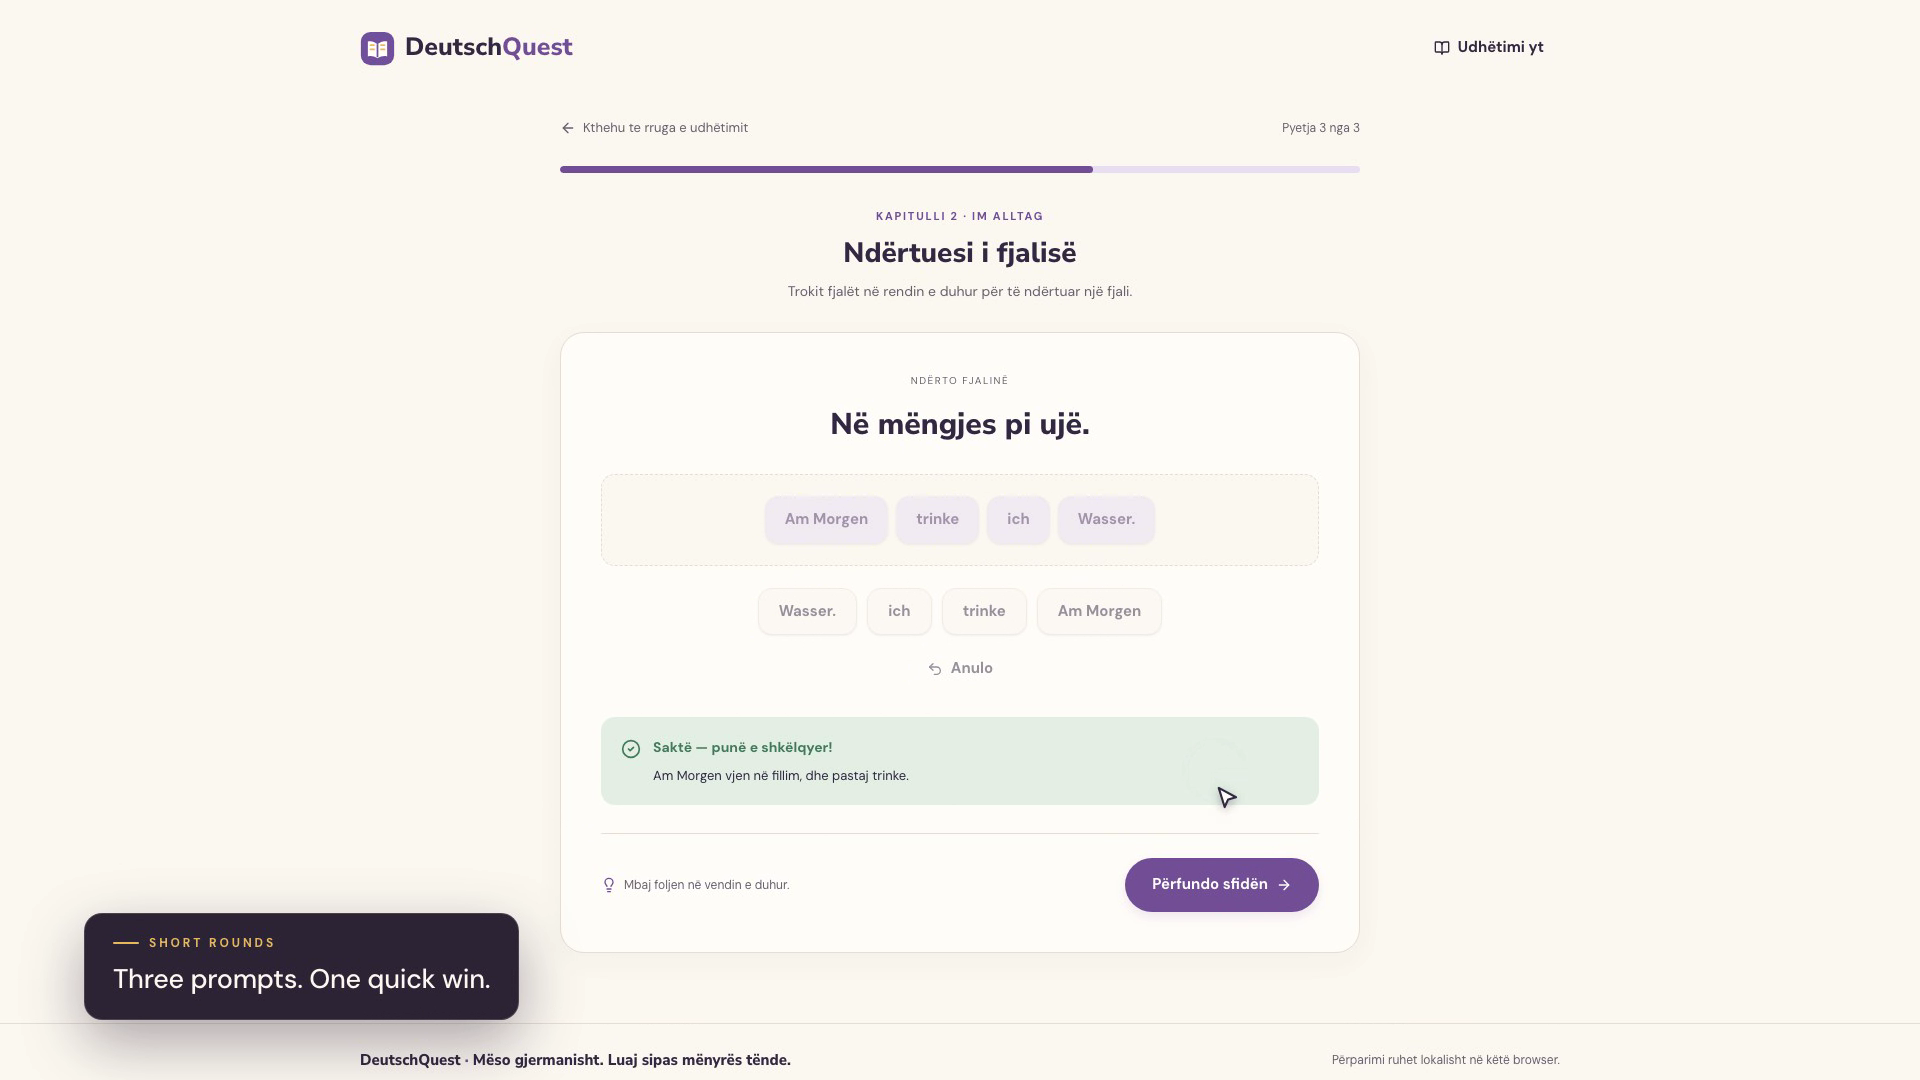 DeutschQuest
Udhëtimi yt
Kthehu te rruga e udhëtimit
Pyetja 3 nga 3
KAPITULLI 2 · IM ALLTAG
Ndërtuesi i fjalisë
Trokit fjalët në rendin e duhur për të ndërtuar një fjali.
NDËRTO FJALINË
Në mëngjes pi ujë.
Am Morgen trinke ich Wasser.
Wasser. ich trinke Am Morgen
Anulo
Saktë — punë e shkëlqyer!
Am Morgen vjen në fillim, dhe pastaj trinke.
Mbaj foljen në vendin e duhur.
Përfundo sfidën
SHORT ROUNDS
Three prompts. One quick win.
DeutschQuest · Mëso gjermanisht. Luaj sipas mënyrës tënde.
Përparimi ruhet lokalisht në këtë browser.